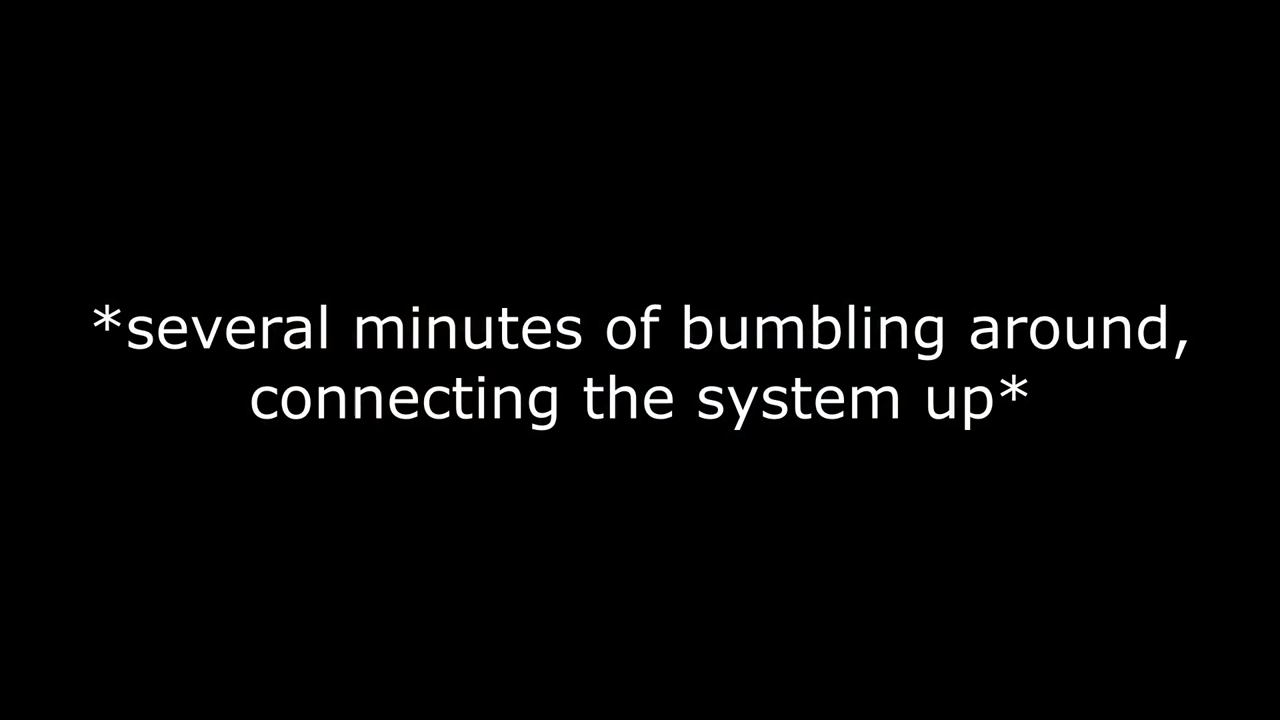 *several minutes of bumbling around,
connecting the system up*